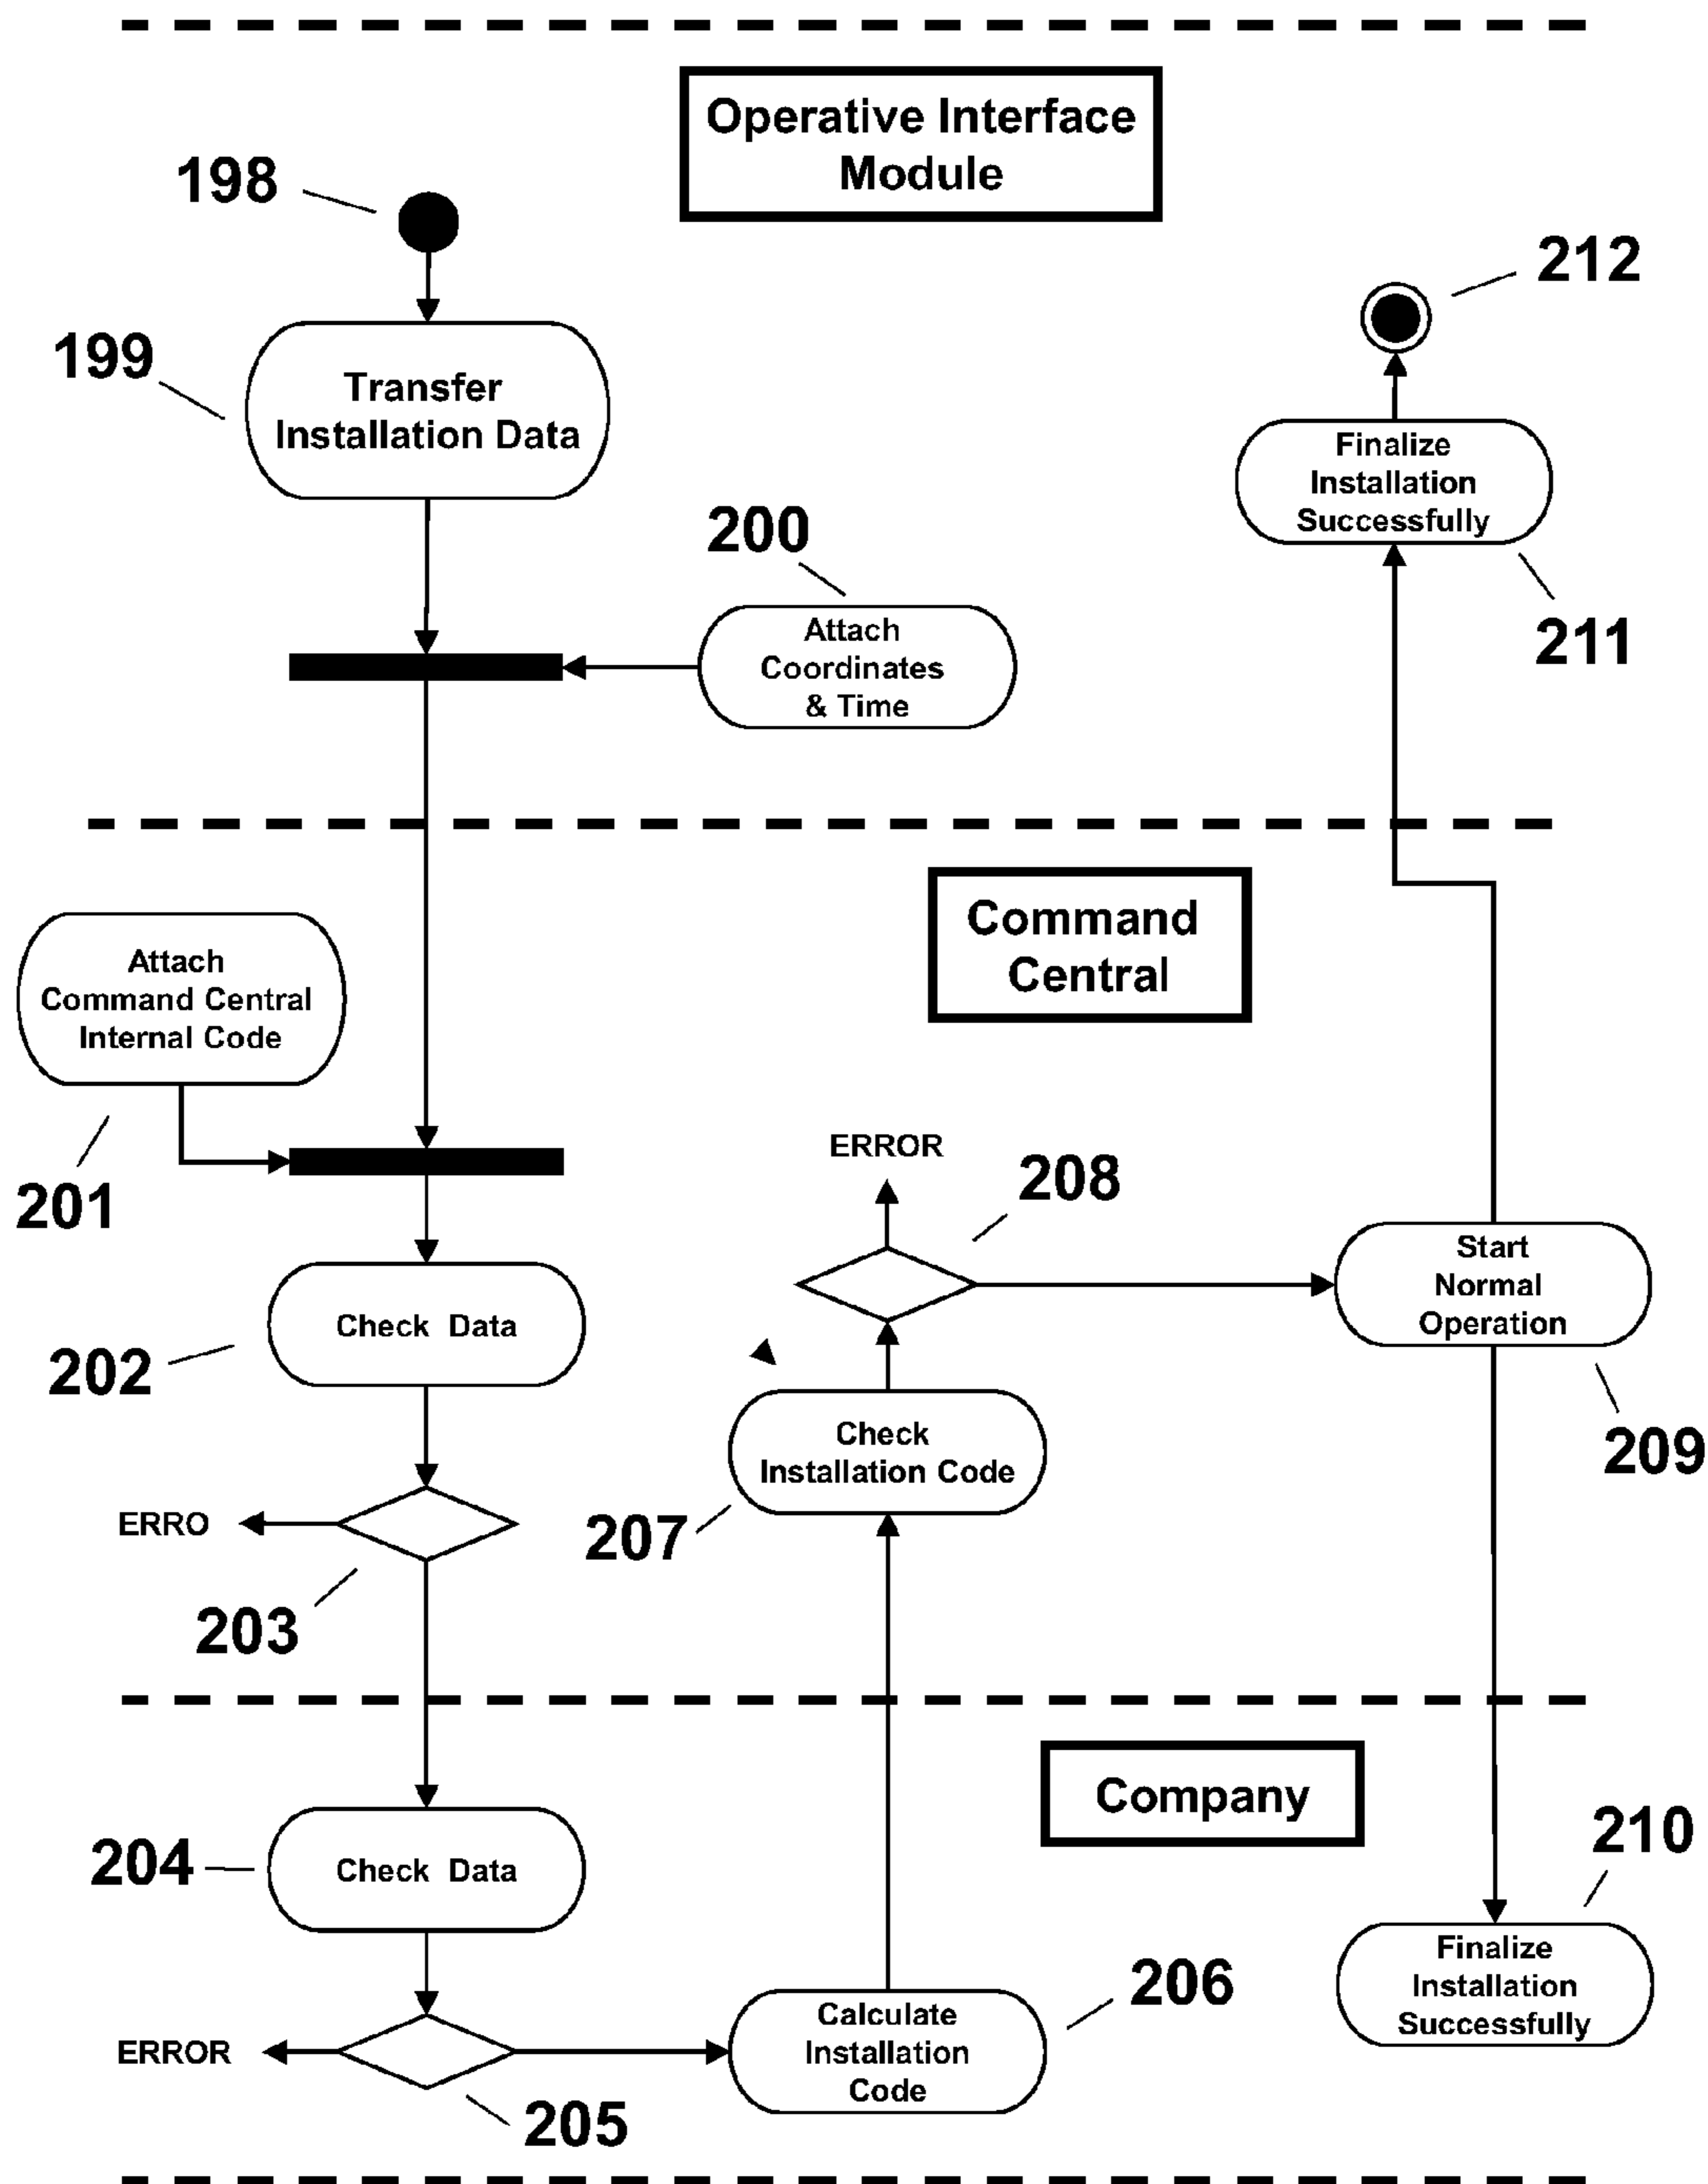 Operative Interface
Module
198
212
199
Transfer
Installation Data
Finalize
Installation
Successfully
200
211
Attach
Coordinates
& Time
Command
Central
Attach
Command Central
Internal Code
201
ERROR
208
Start
Normal
Operation
Check Data
202
209
Check
Installation Code
207
ERRO
203
Company
210
204
Check Data
Finalize
Installation
Successfully
206
Calculate
Installation
Code
ERROR
205